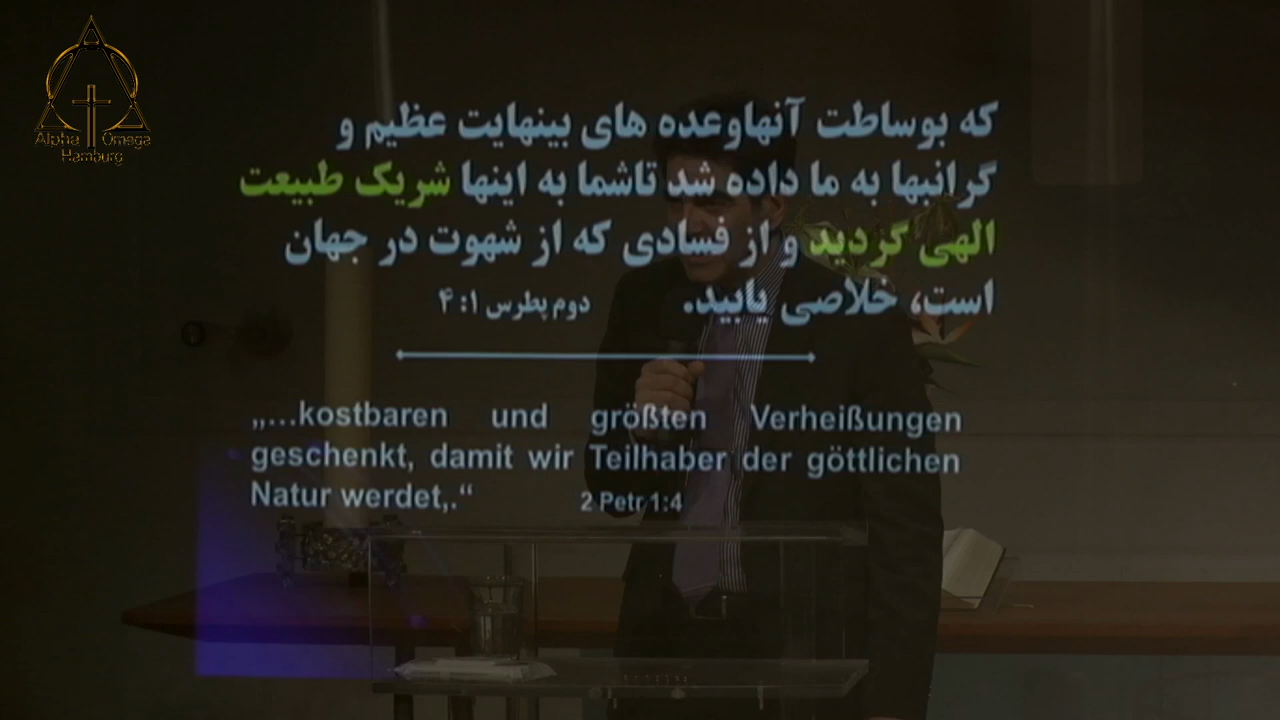 Alpha Omega
Hamburg
که بوساطت آنهاوعده های بینهایت عظیم و
گرانبها به ما داده شد تاشما به اینها شریک طبیعت
الهی گردید و از فسادی که از شهوت در جهان
است، خلاصی یابید. دوم پطرس ۱: ۴
„…kostbaren und größten Verheißungen
geschenkt, damit wir Teilhaber der göttlichen
Natur werdet,.“ 2 Petr 1:4